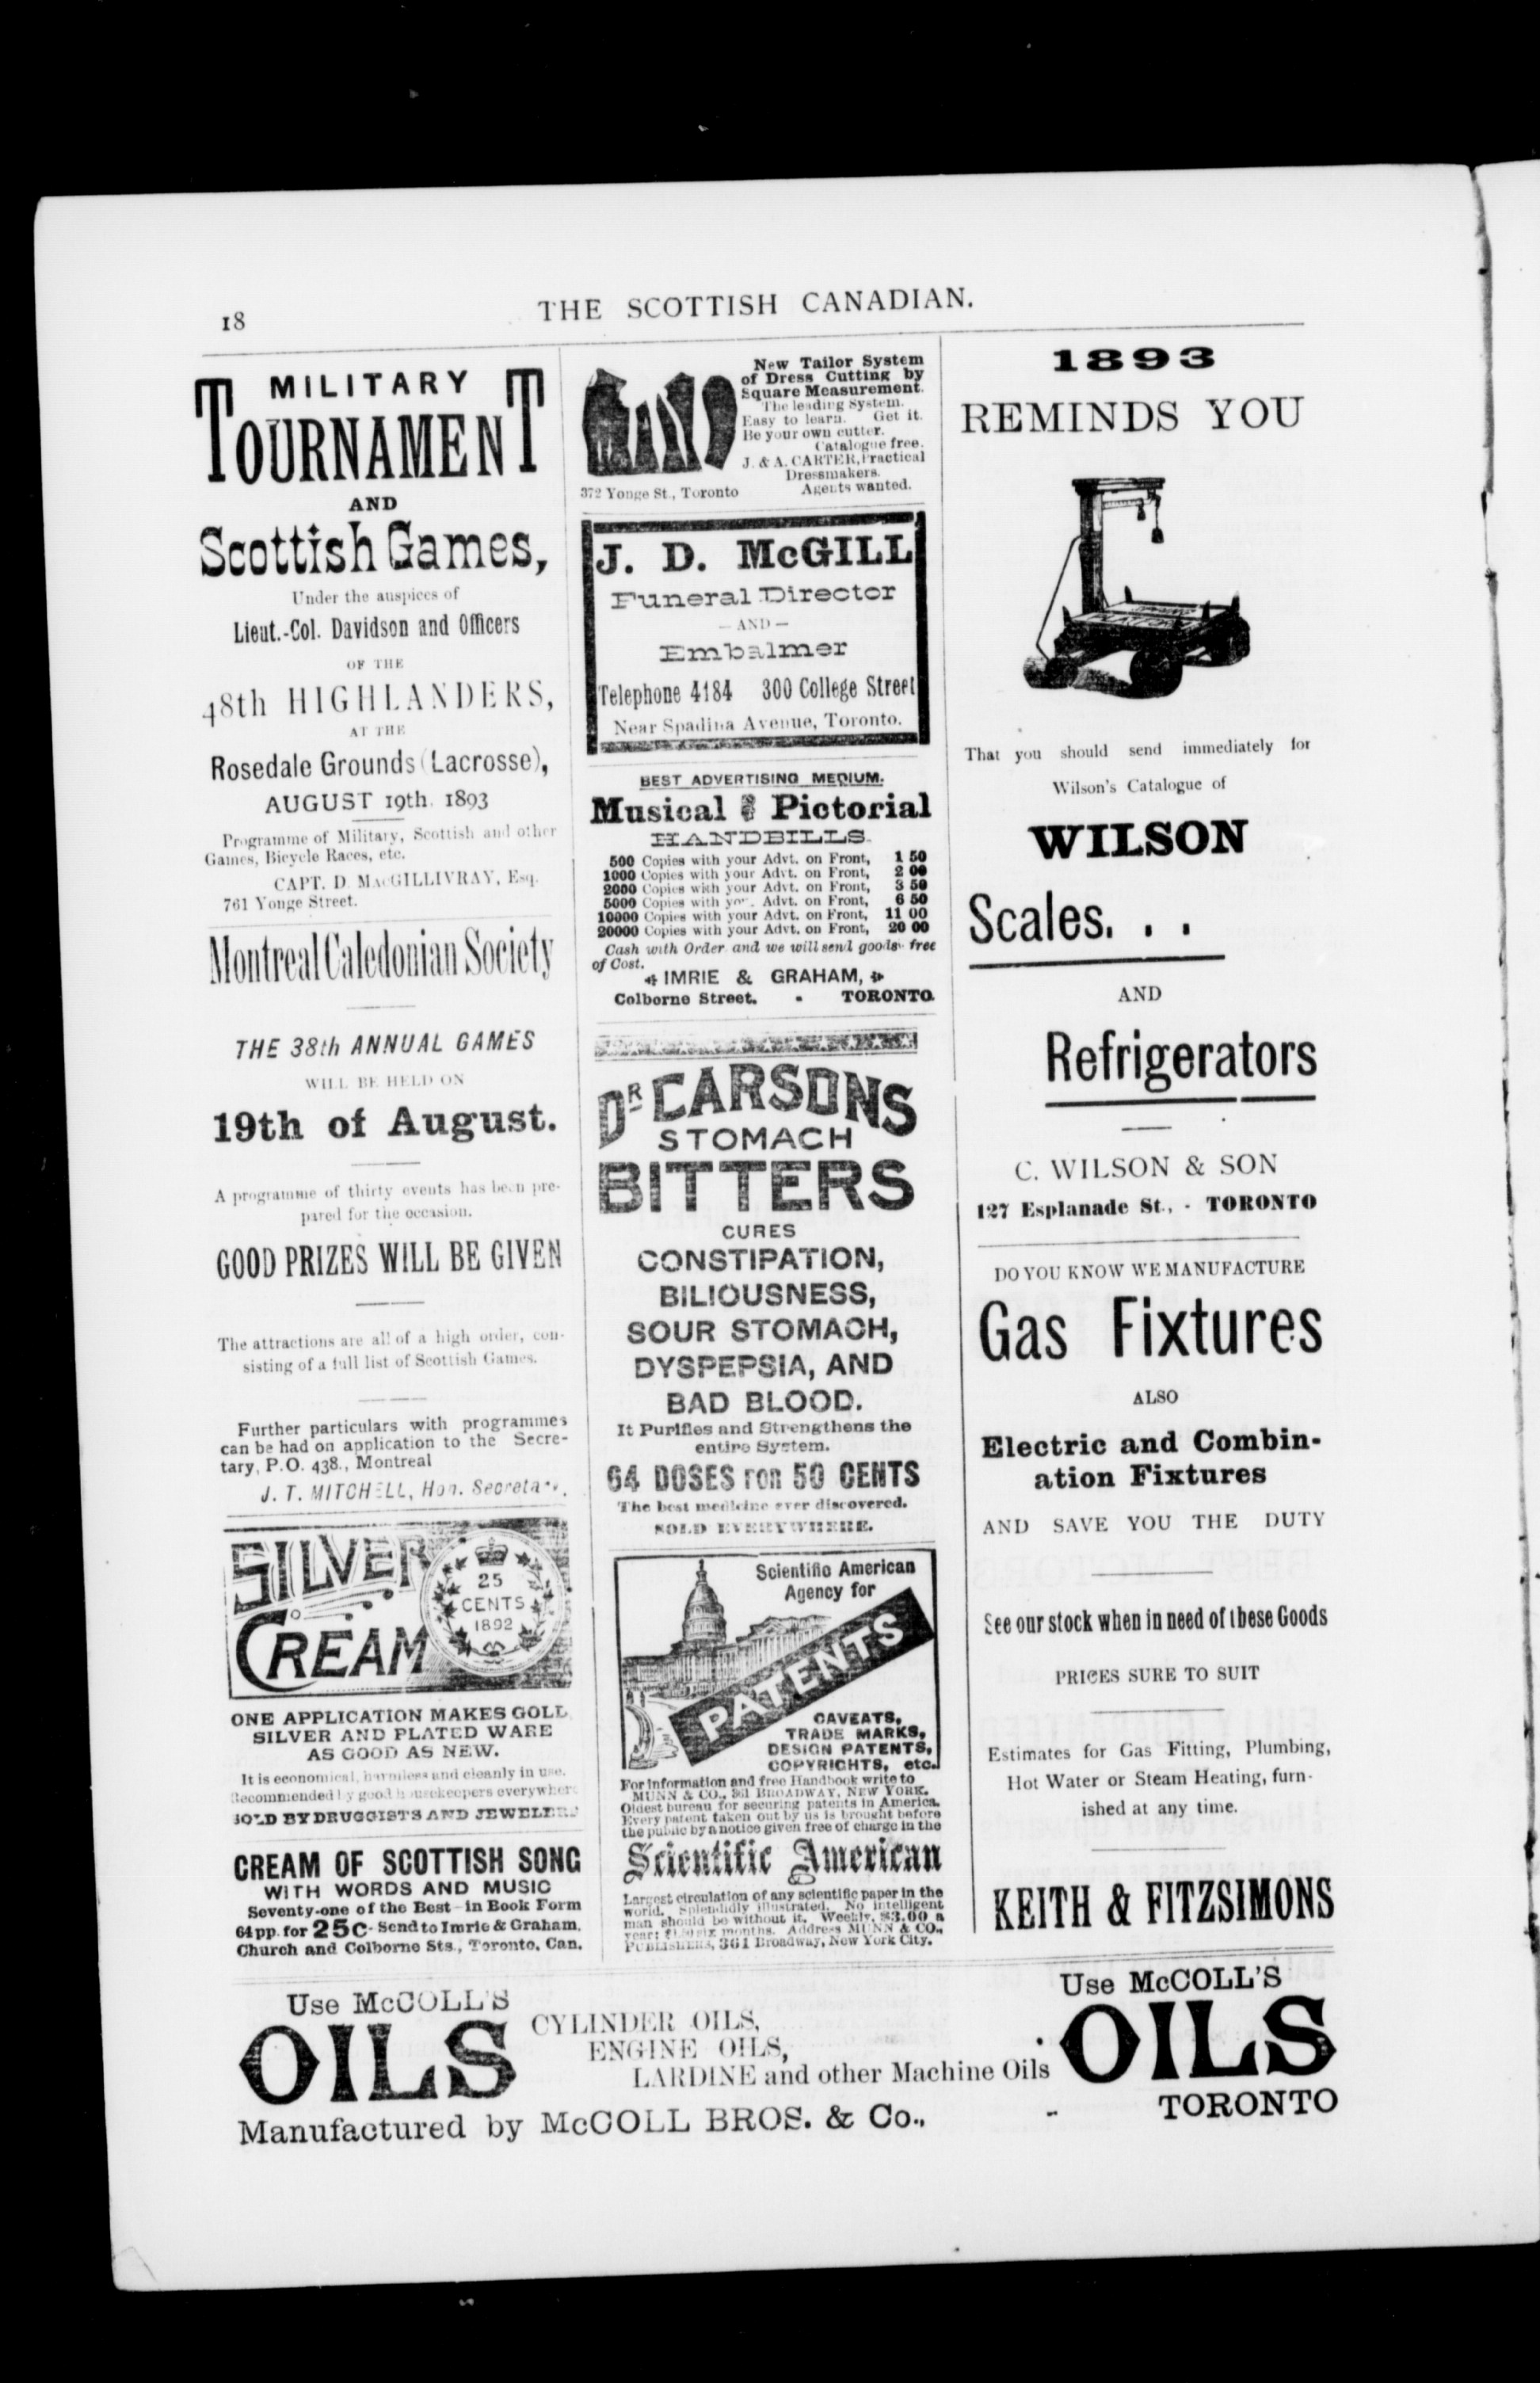 18
THE SCOTTISH CANADIAN.
MILITARY
TOURNAMENT
AND
Scottish Games,
Under the auspices of
Lieut.-Col. Davidson and Officers
OF THE
48th HIGHLANDERS,
AT THE
Rosedale Grounds (Lacrosse),
AUGUST 19th, 1893
Programme of Military, Scottish and other
Games, Bicycle Races, etc.
CAPT. D. MACGILLIVRAY, Esq.
761 Yonge Street.
Montreal Caledonian Society
THE 38th ANNUAL GAMES
WILL BE HELD ON
19th of August.
A programme of thirty events has been pre-
pared for the occasion.
GOOD PRIZES WILL BE GIVEN
The attractions are all of a high order, con-
sisting of a full list of Scottish Games.
Further particulars with programmes
can be had on application to the Secre-
tary, P.O. 438., Montreal
J. T. MITCHELL, Hon. Secretary.
SILVER
CREAM
25
CENTS
1892
ONE APPLICATION MAKES GOLD
SILVER AND PLATED WARE
AS GOOD AS NEW.
It is economical, harmless and cleanly in use.
Recommended by good housekeepers everywhere
SOLD BY DRUGGISTS AND JEWELERS
CREAM OF SCOTTISH SONG
WITH WORDS AND MUSIC
Seventy-one of the Best - in Book Form
64 pp. for 25C. Send to Imrie & Graham,
Church and Colborne Sts., Toronto, Can.
New Tailor System
of Dress Cutting by
Square Measurement.
The leading System.
Easy to learn. Get it.
Be your own cutter.
Catalogue free.
J. & A. CARTER, Practical
Dressmakers.
372 Yonge St., Toronto
Agents wanted.
J. D. McGILL
Funeral Director
— AND —
Embalmer
Telephone 4184 300 College Street
Near Spadina Avenue, Toronto.
BEST ADVERTISING MEDIUM.
Musical & Pictorial
HANDBILLS.
500 Copies with your Advt. on Front, 1 50
1000 Copies with your Advt. on Front, 2 00
2000 Copies with your Advt. on Front, 3 50
5000 Copies with your Advt. on Front, 6 50
10000 Copies with your Advt. on Front, 11 00
20000 Copies with your Advt. on Front, 20 00
Cash with Order and we will send goods free
of Cost.
IMRIE & GRAHAM,
Colborne Street. - TORONTO.
DR CARSONS
STOMACH
BITTERS
CURES
CONSTIPATION,
BILIOUSNESS,
SOUR STOMACH,
DYSPEPSIA, AND
BAD BLOOD.
It Purifies and Strengthens the
entire System.
64 DOSES FOR 50 CENTS
The best medicine ever discovered.
SOLD EVERYWHERE.
Scientific American
Agency for
PATENTS
CAVEATS,
TRADE MARKS,
DESIGN PATENTS,
COPYRIGHTS, etc.
For information and free Handbook write to
MUNN & CO., 361 BROADWAY, NEW YORK.
Oldest bureau for securing patents in America.
Every patent taken out by us is brought before
the public by a notice given free of charge in the
Scientific American
Largest circulation of any scientific paper in the
world. Splendidly illustrated. No intelligent
man should be without it. Weekly, $3.00 a
year; $1.50 six months. Address MUNN & CO.,
PUBLISHERS, 361 Broadway, New York City.
1893
REMINDS YOU
That you should send immediately for
Wilson's Catalogue of
WILSON
Scales. . .
AND
Refrigerators
C. WILSON & SON
127 Esplanade St., - TORONTO
DO YOU KNOW WE MANUFACTURE
Gas Fixtures
ALSO
Electric and Combin-
ation Fixtures
AND SAVE YOU THE DUTY
See our stock when in need of these Goods
PRICES SURE TO SUIT
Estimates for Gas Fitting, Plumbing,
Hot Water or Steam Heating, furn-
ished at any time.
KEITH & FITZSIMONS
Use McCOLL'S
OILS
CYLINDER OILS,
ENGINE OILS,
LARDINE and other Machine Oils
Use McCOLL'S
OILS
Manufactured by McCOLL BROS. & Co., - TORONTO